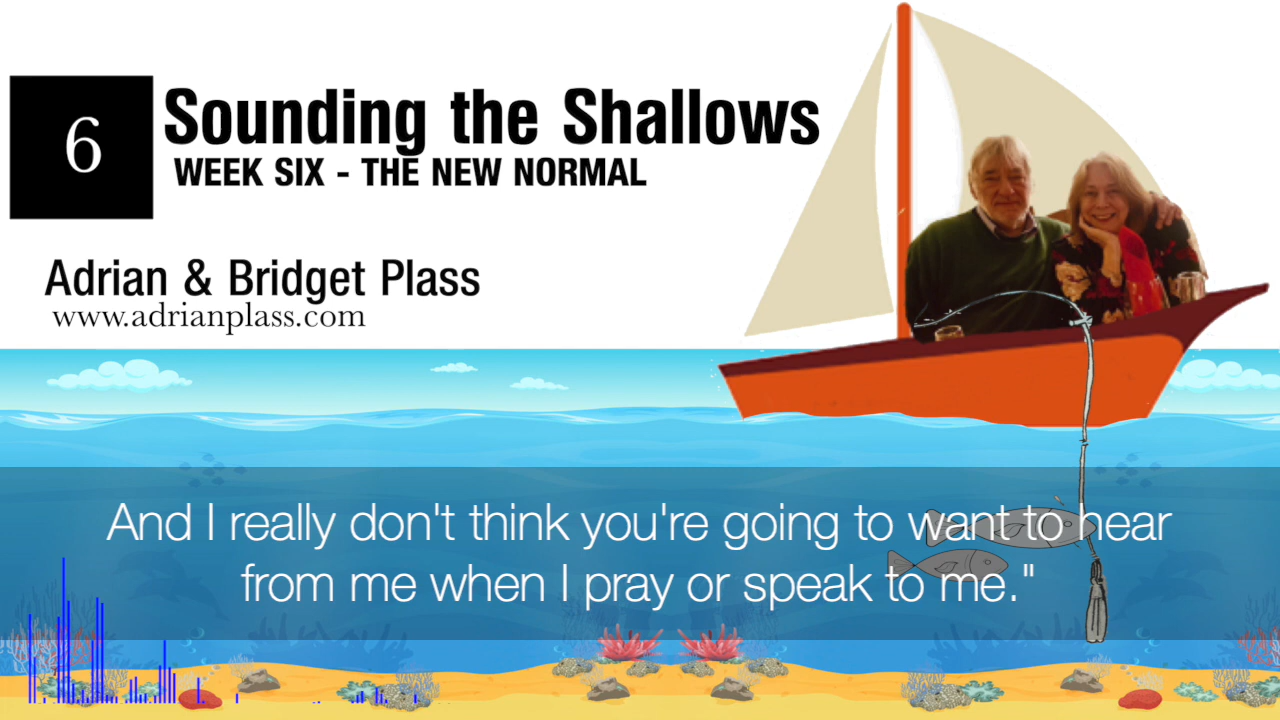 6
Sounding the Shallows
WEEK SIX - THE NEW NORMAL
Adrian & Bridget Plass
www.adrianplass.com
And I really don't think you're going to want to hear
from me when I pray or speak to me."